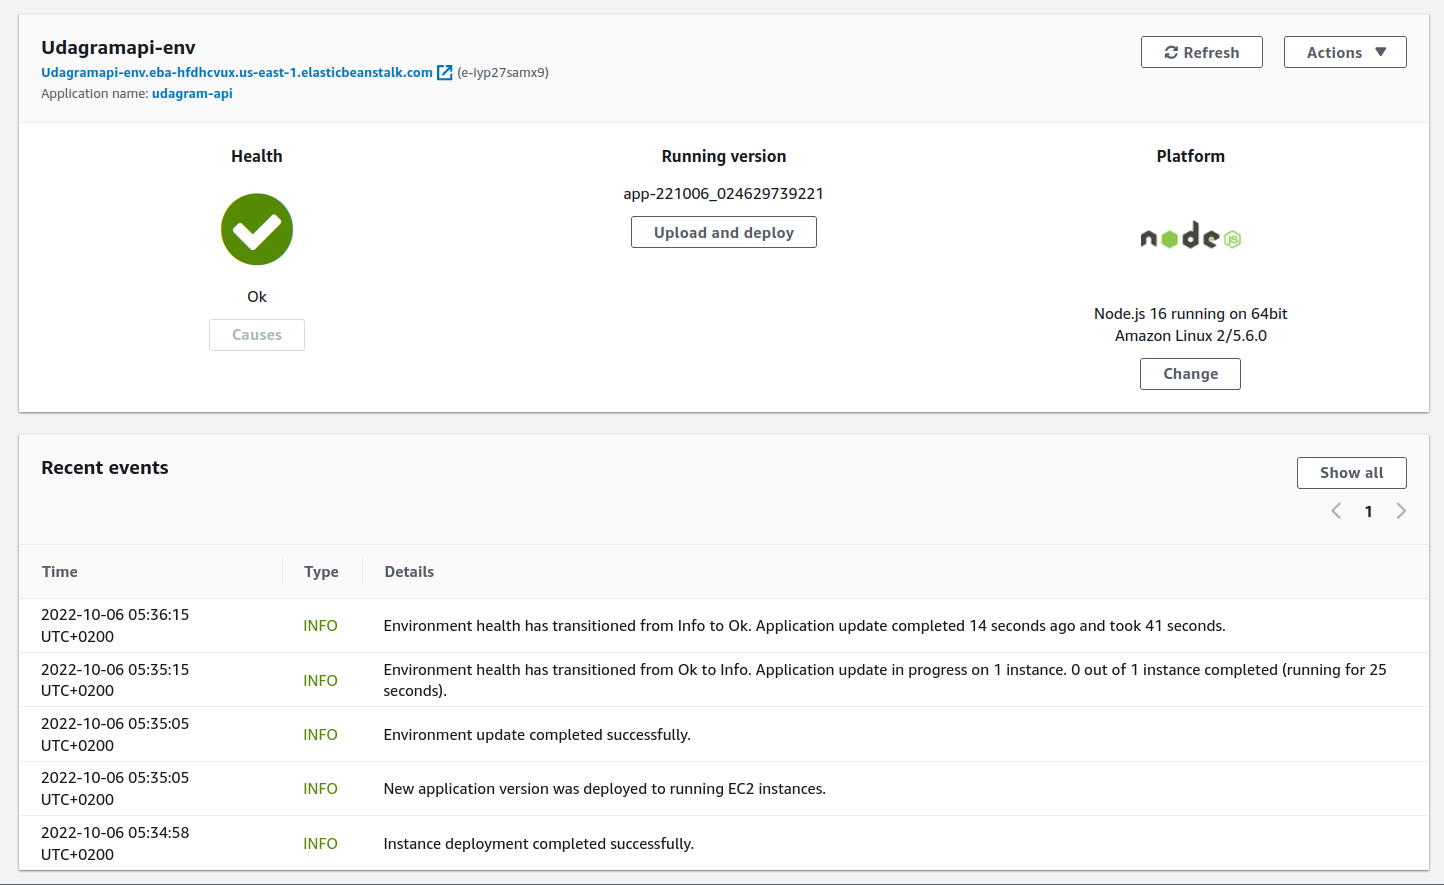 Udagramapi-env
Refresh
Actions
Udagramapi-env.eba-hfdhcvux.us-east-1.elasticbeanstalk.com (e-iyp27samx9)
Application name: udagram-api
Health
Running version
Platform
app-221006_024629739221
Upload and deploy
node
JS
Ok
Causes
Node.js 16 running on 64bit
Amazon Linux 2/5.6.0
Change
Recent events
Show all
1
Time
Type
Details
2022-10-06 05:36:15
UTC+0200
INFO
Environment health has transitioned from Info to Ok. Application update completed 14 seconds ago and took 41 seconds.
2022-10-06 05:35:15
UTC+0200
INFO
Environment health has transitioned from Ok to Info. Application update in progress on 1 instance. 0 out of 1 instance completed (running for 25
seconds).
2022-10-06 05:35:05
UTC+0200
INFO
Environment update completed successfully.
2022-10-06 05:35:05
UTC+0200
INFO
New application version was deployed to running EC2 instances.
2022-10-06 05:34:58
UTC+0200
INFO
Instance deployment completed successfully.